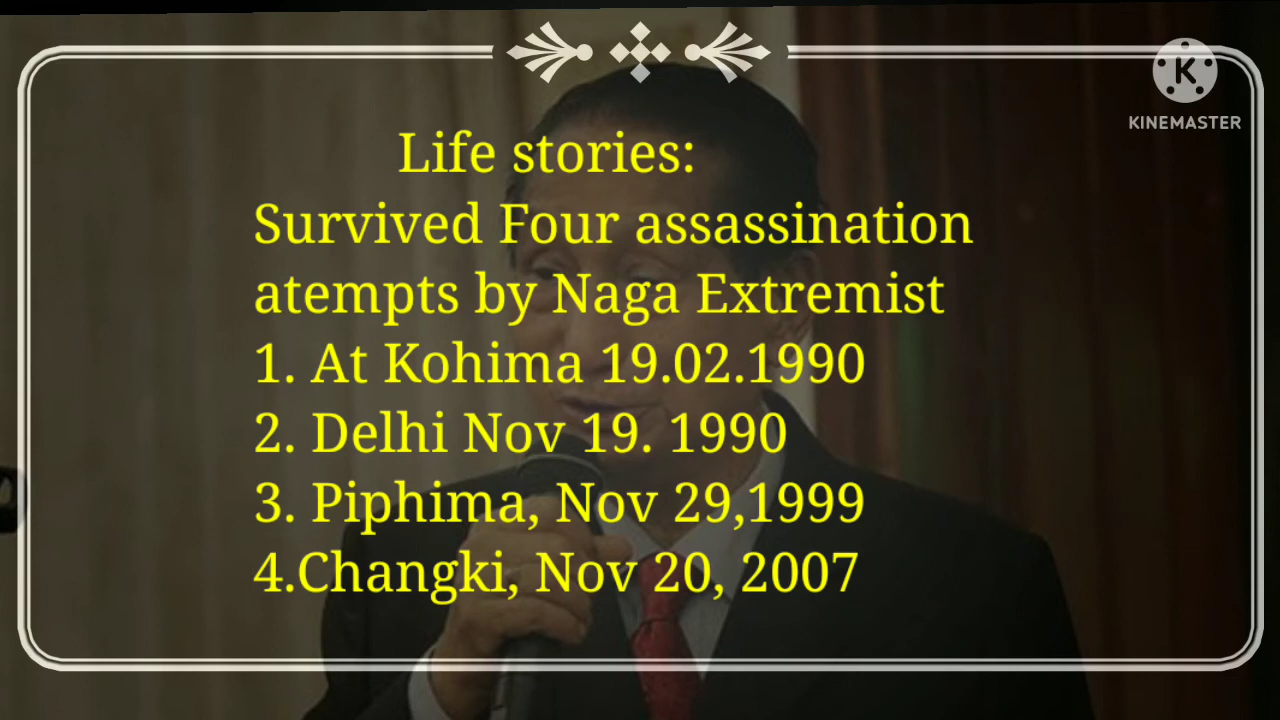 KINEMASTER
Life stories:
Survived Four assassination
atempts by Naga Extremist
1. At Kohima 19.02.1990
2. Delhi Nov 19. 1990
3. Piphima, Nov 29,1999
4.Changki, Nov 20, 2007